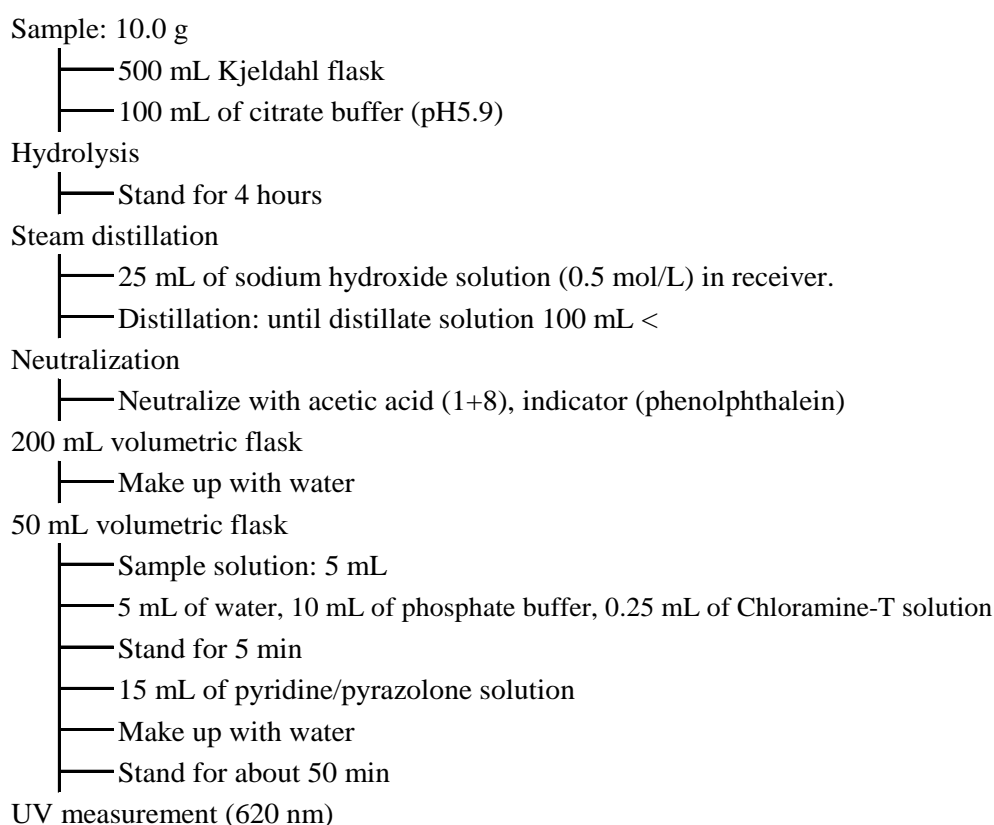 Sample: 10.0 g
500 mL Kjeldahl flask
100 mL of citrate buffer (pH5.9)
Hydrolysis
Stand for 4 hours
Steam distillation
25 mL of sodium hydroxide solution (0.5 mol/L) in receiver.
Distillation: until distillate solution 100 mL <
Neutralization
Neutralize with acetic acid (1+8), indicator (phenolphthalein)
200 mL volumetric flask
Make up with water
50 mL volumetric flask
Sample solution: 5 mL
5 mL of water, 10 mL of phosphate buffer, 0.25 mL of Chloramine-T solution
Stand for 5 min
15 mL of pyridine/pyrazolone solution
Make up with water
Stand for about 50 min
UV measurement (620 nm)